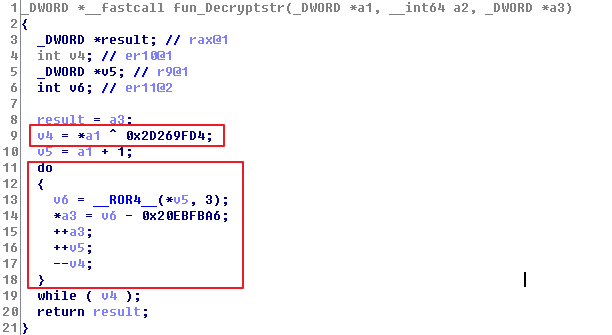 1 _DWORD *__fastcall fun_Decryptstr(_DWORD *a1, __int64 a2, _DWORD *a3)
2 {
3 _DWORD *result; // rax@1
4 int v4; // er10@1
5 _DWORD *v5; // r9@1
6 int v6; // er11@2
7
8 result = a3;
9 v4 = *a1 ^ 0x2D269FD4;
10 v5 = a1 + 1;
11 do
12 {
13 v6 = __ROR4__(*v5, 3);
14 *a3 = v6 - 0x20EBFBA6;
15 ++a3;
16 ++v5;
17 --v4;
18 }
19 while ( v4 );
20 return result;
21 }